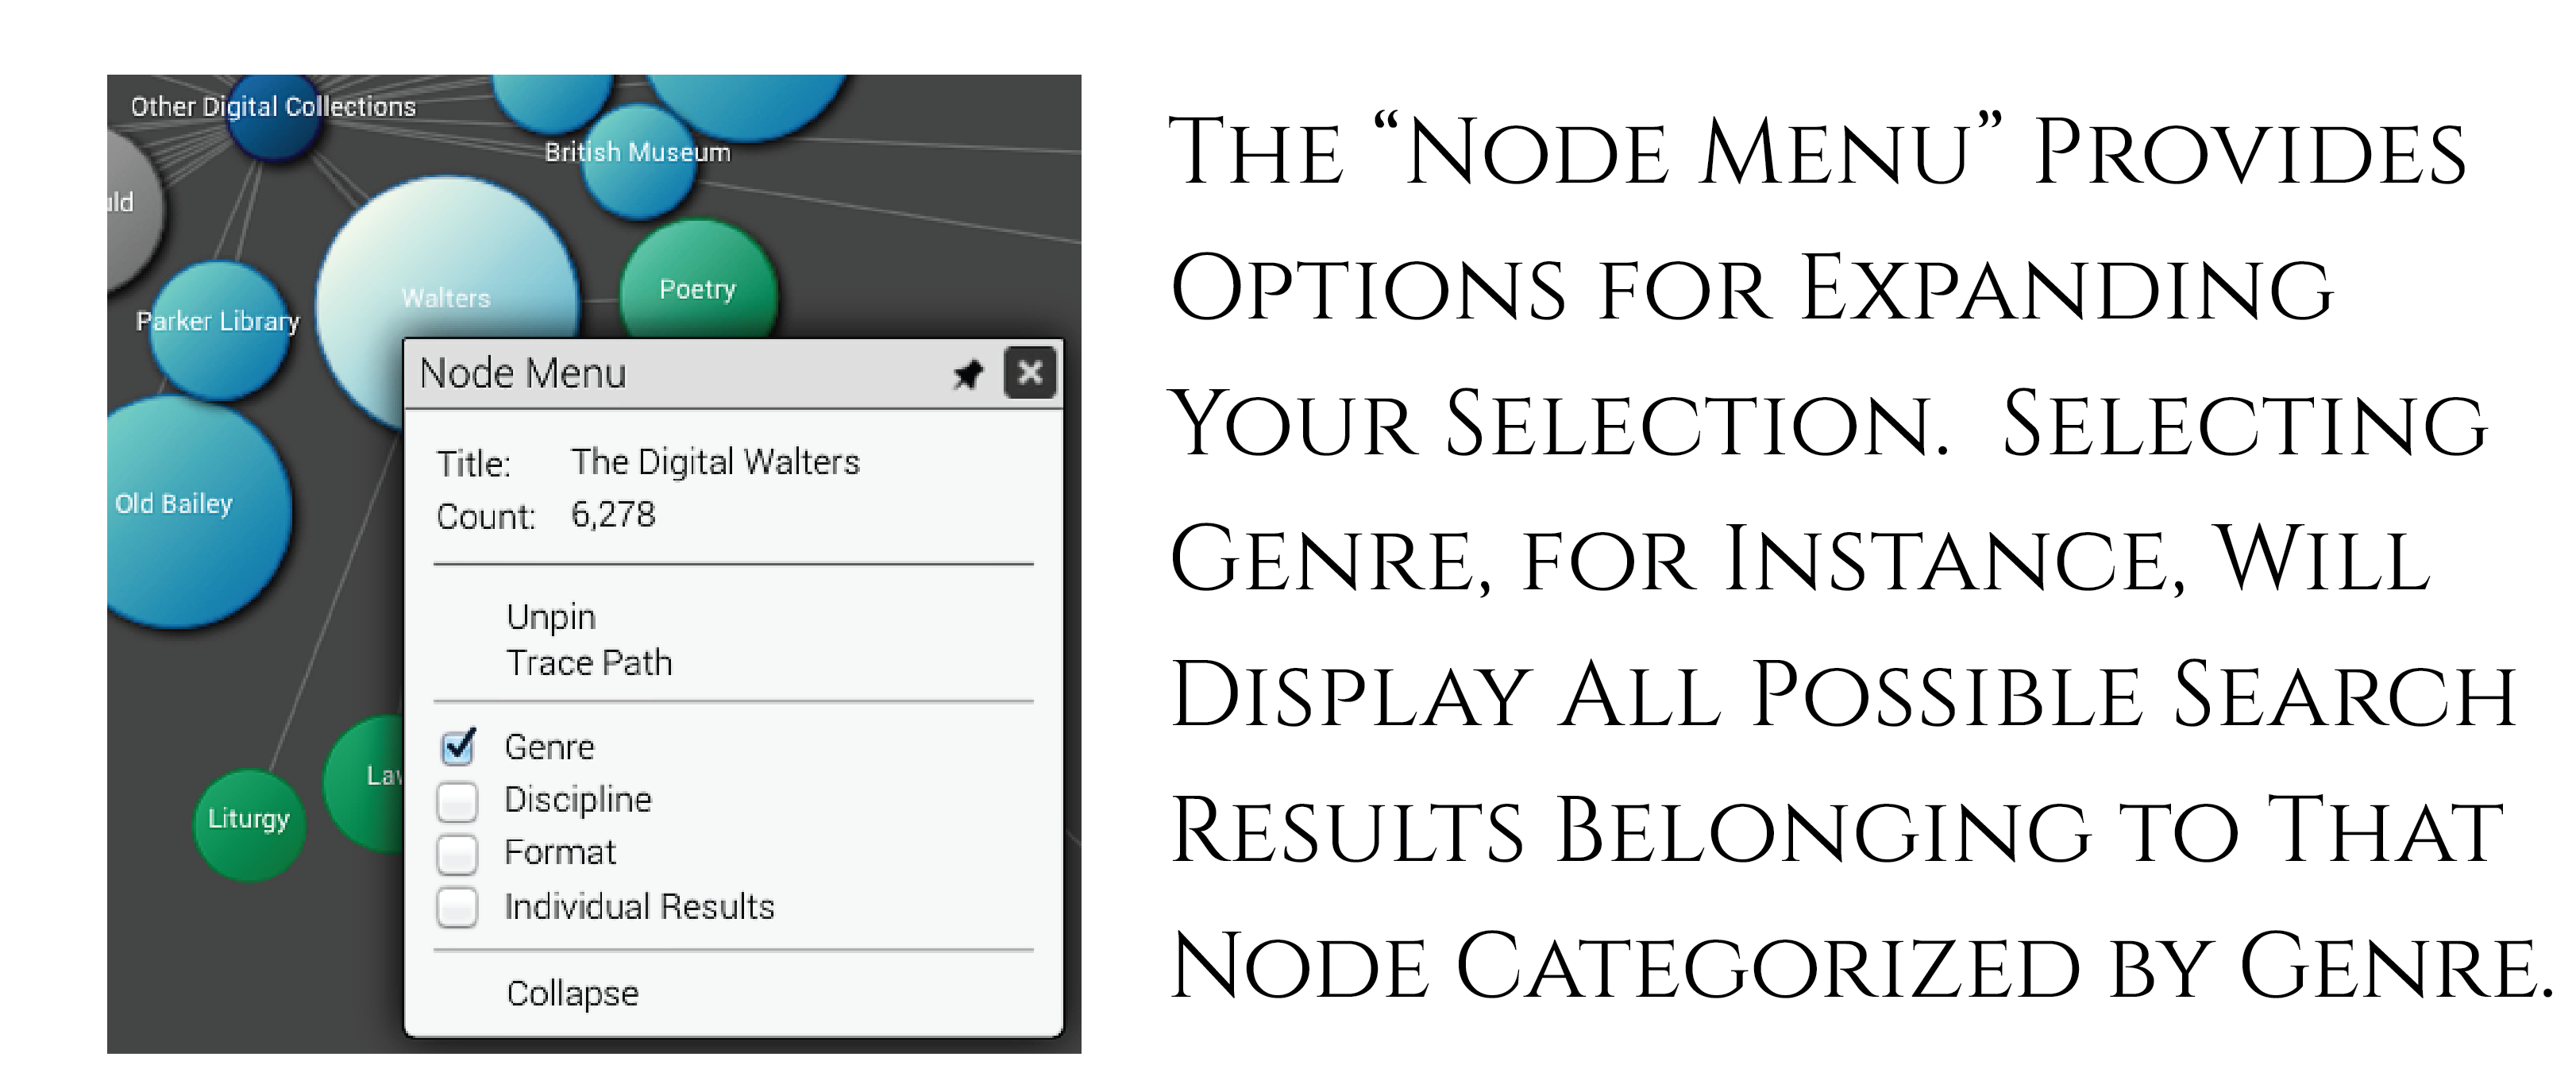 Other Digital Collections
British Museum
uld
Walters
Poetry
Parker Library
Old Bailey
Liturgy
Law
Node Menu
Title: The Digital Walters
Count: 6,278
Unpin
Trace Path
Genre
Discipline
Format
Individual Results
Collapse
The “Node Menu” Provides
Options for Expanding
Your Selection.  Selecting
Genre, for Instance, Will
Display All Possible Search
Results Belonging to That
Node Categorized by Genre.